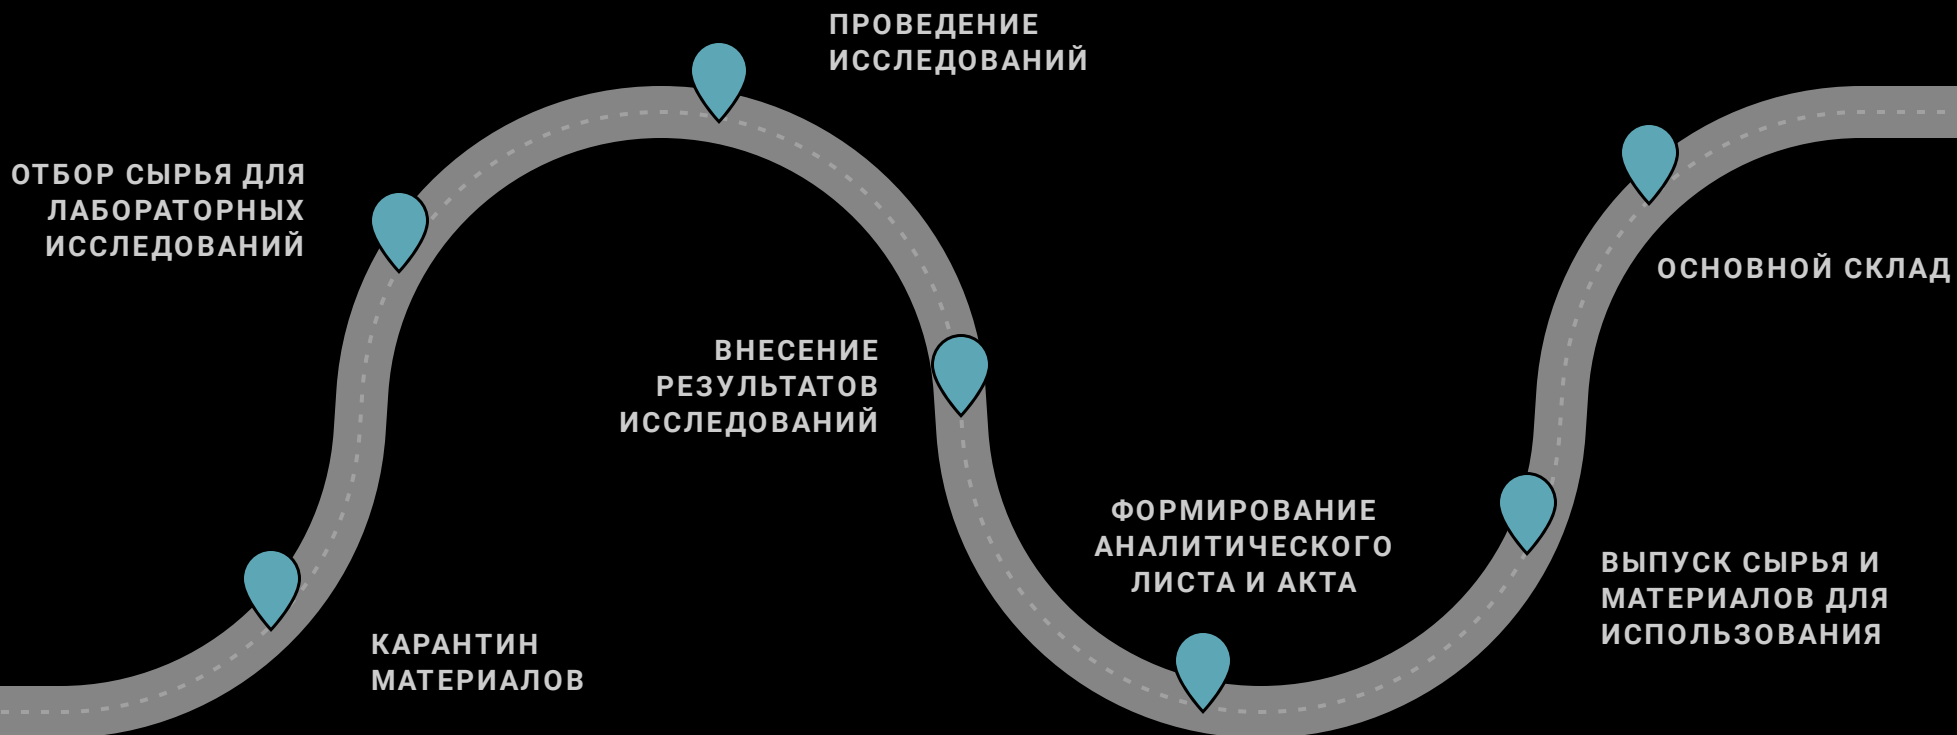 КАРАНТИН
МАТЕРИАЛОВ
ОТБОР СЫРЬЯ ДЛЯ
ЛАБОРАТОРНЫХ
ИССЛЕДОВАНИЙ
ПРОВЕДЕНИЕ
ИССЛЕДОВАНИЙ
ВНЕСЕНИЕ
РЕЗУЛЬТАТОВ
ИССЛЕДОВАНИЙ
ФОРМИРОВАНИЕ
АНАЛИТИЧЕСКОГО
ЛИСТА И АКТА
ВЫПУСК СЫРЬЯ И
МАТЕРИАЛОВ ДЛЯ
ИСПОЛЬЗОВАНИЯ
ОСНОВНОЙ СКЛАД